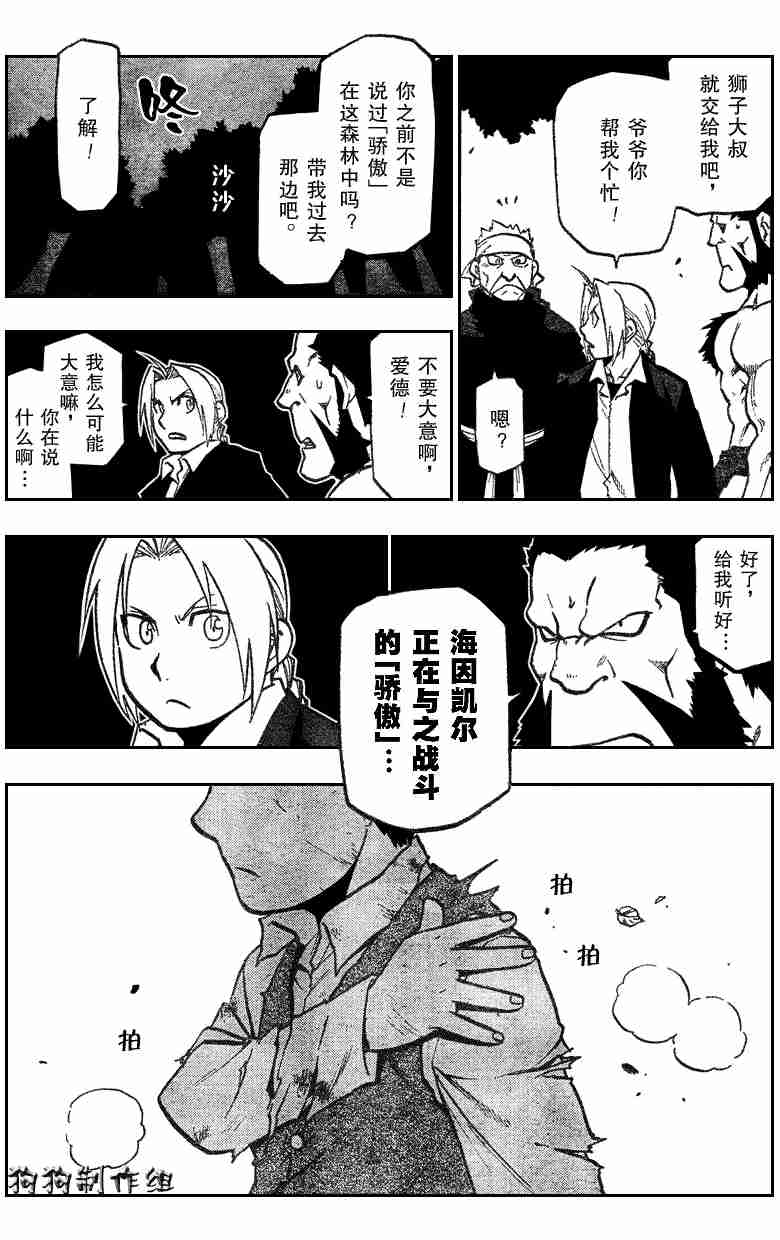 狮子大叔
就交给我吧，
爷爷你
帮我个忙！
嗯？
你之前不是
说过「骄傲」
在这森林中吗？
带我过去
那边吧。
咚
沙沙
了解！
不要大意啊，
爱德！
我怎么可能
大意嘛，
你在说
什么啊…
好了，
给我听好…
海因凯尔
正在与之战斗
的「骄傲」…
拍
拍
拍
狗狗制作组